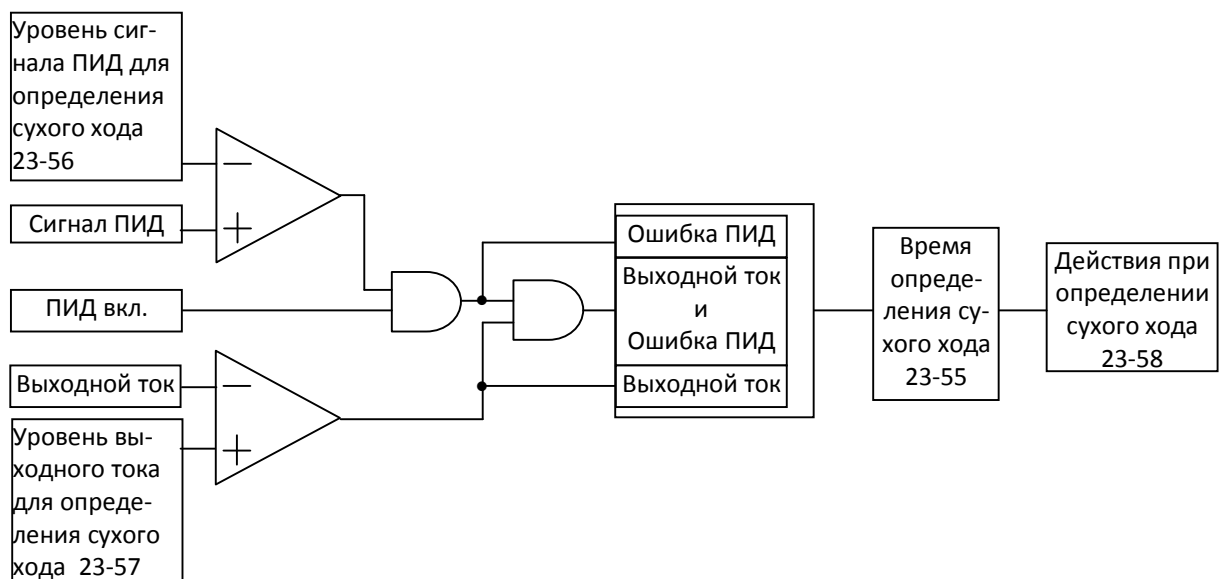 Уровень сиг-
нала ПИД для
определения
сухого хода
23-56
Сигнал ПИД
ПИД вкл.
Выходной ток
Уровень вы-
ходного тока
для опреде-
ления сухого
хода 23-57
−
+
−
+
Ошибка ПИД
Выходной ток
и
Ошибка ПИД
Выходной ток
Время
опреде-
ления су-
хого хода
23-55
Действия при
определении
сухого хода
23-58